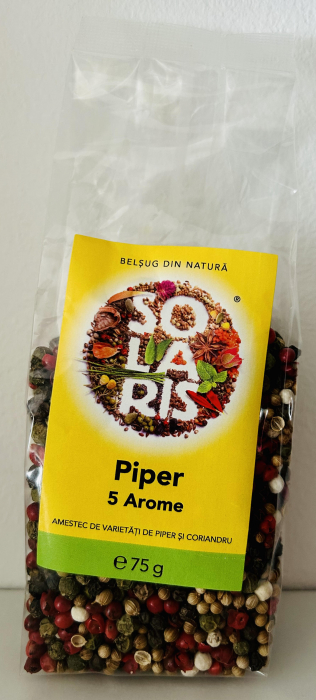 BELȘUG DIN NATURĂ
®
SO
LA
RIS
Piper
5 Arome
AMESTEC DE VARIETĂȚI DE PIPER ȘI CORIANDRU
℮ 75 g